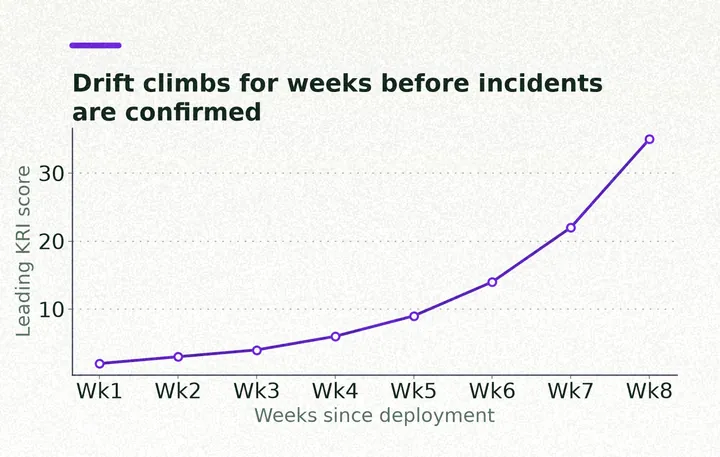 Drift climbs for weeks before incidents
are confirmed
Leading KRI score
30
20
10
Wk1 Wk2 Wk3 Wk4 Wk5 Wk6 Wk7 Wk8
Weeks since deployment